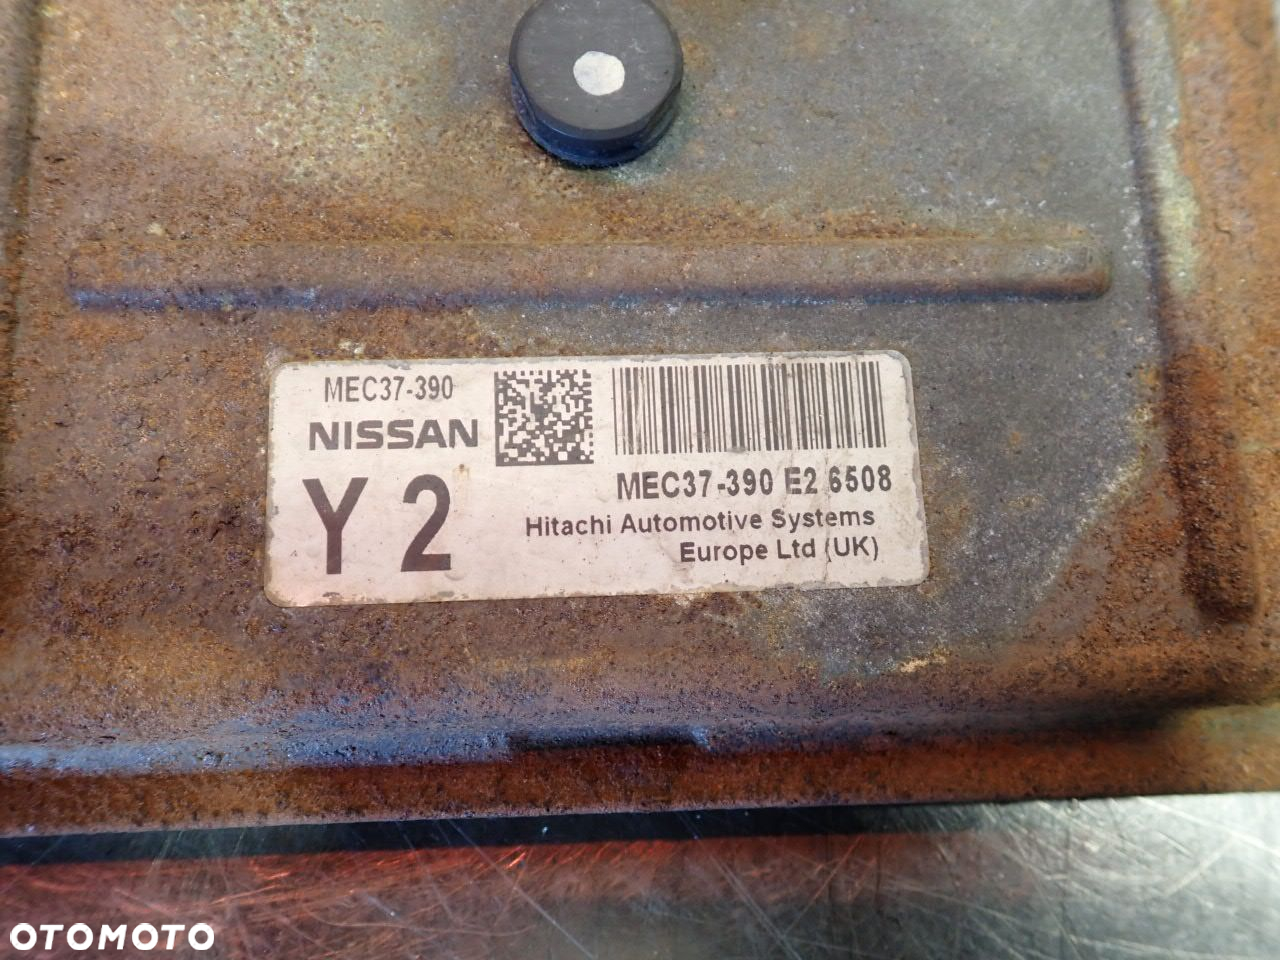 MEC37-390
NISSAN
Y 2
MEC37-390 E2 6508
Hitachi Automotive Systems
Europe Ltd (UK)
OTOMOTO